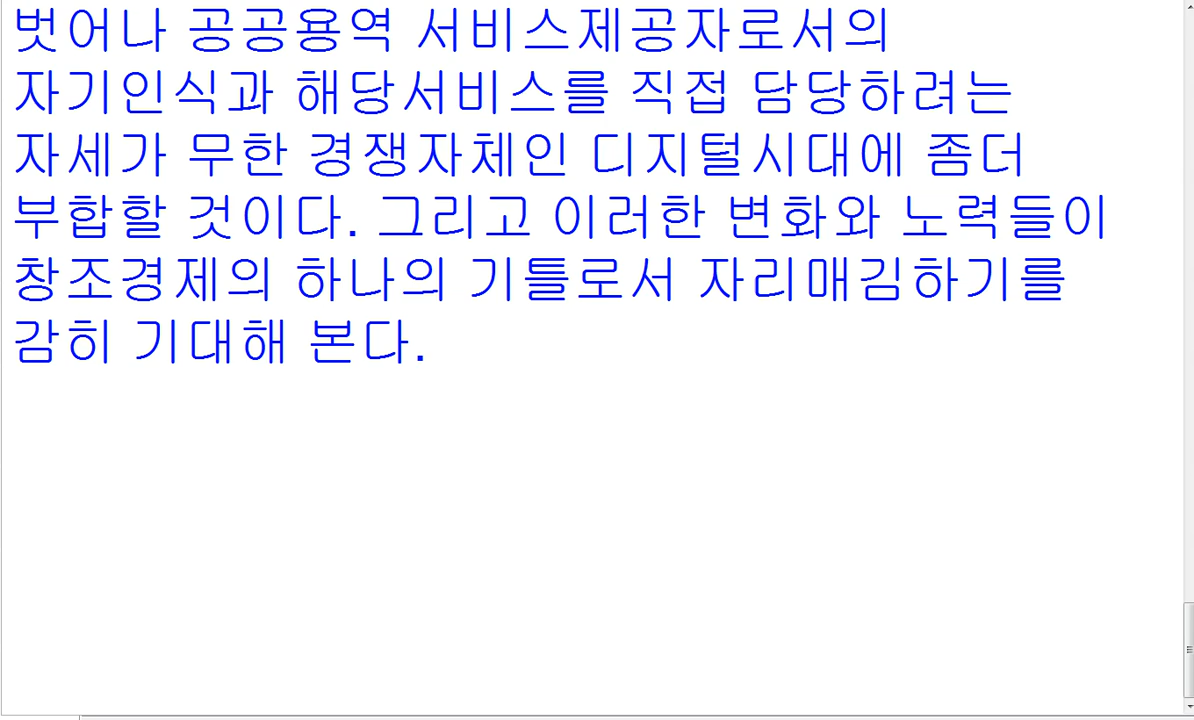 벗어나 공공용역 서비스제공자로서의
자기인식과 해당서비스를 직접 담당하려는
자세가 무한 경쟁자체인 디지털시대에 좀더
부합할 것이다. 그리고 이러한 변화와 노력들이
창조경제의 하나의 기틀로서 자리매김하기를
감히 기대해 본다.